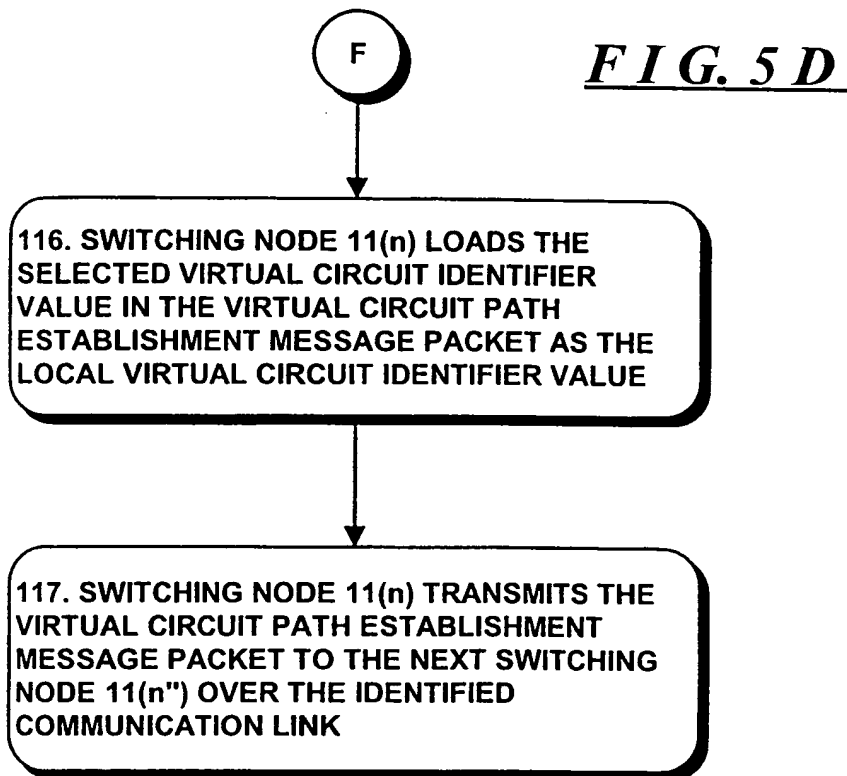 F
FIG. 5D
116. SWITCHING NODE 11(n) LOADS THE
SELECTED VIRTUAL CIRCUIT IDENTIFIER
VALUE IN THE VIRTUAL CIRCUIT PATH
ESTABLISHMENT MESSAGE PACKET AS THE
LOCAL VIRTUAL CIRCUIT IDENTIFIER VALUE
117. SWITCHING NODE 11(n) TRANSMITS THE
VIRTUAL CIRCUIT PATH ESTABLISHMENT
MESSAGE PACKET TO THE NEXT SWITCHING
NODE 11(n") OVER THE IDENTIFIED
COMMUNICATION LINK